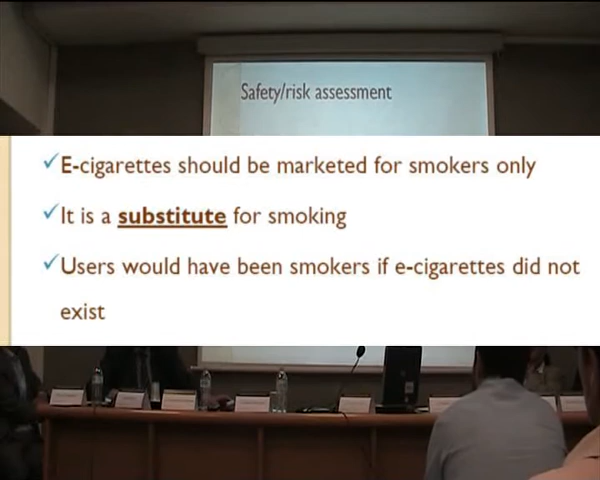 Safety/risk assessment
E-cigarettes should be marketed for smokers only
It is a substitute for smoking
Users would have been smokers if e-cigarettes did not
exist